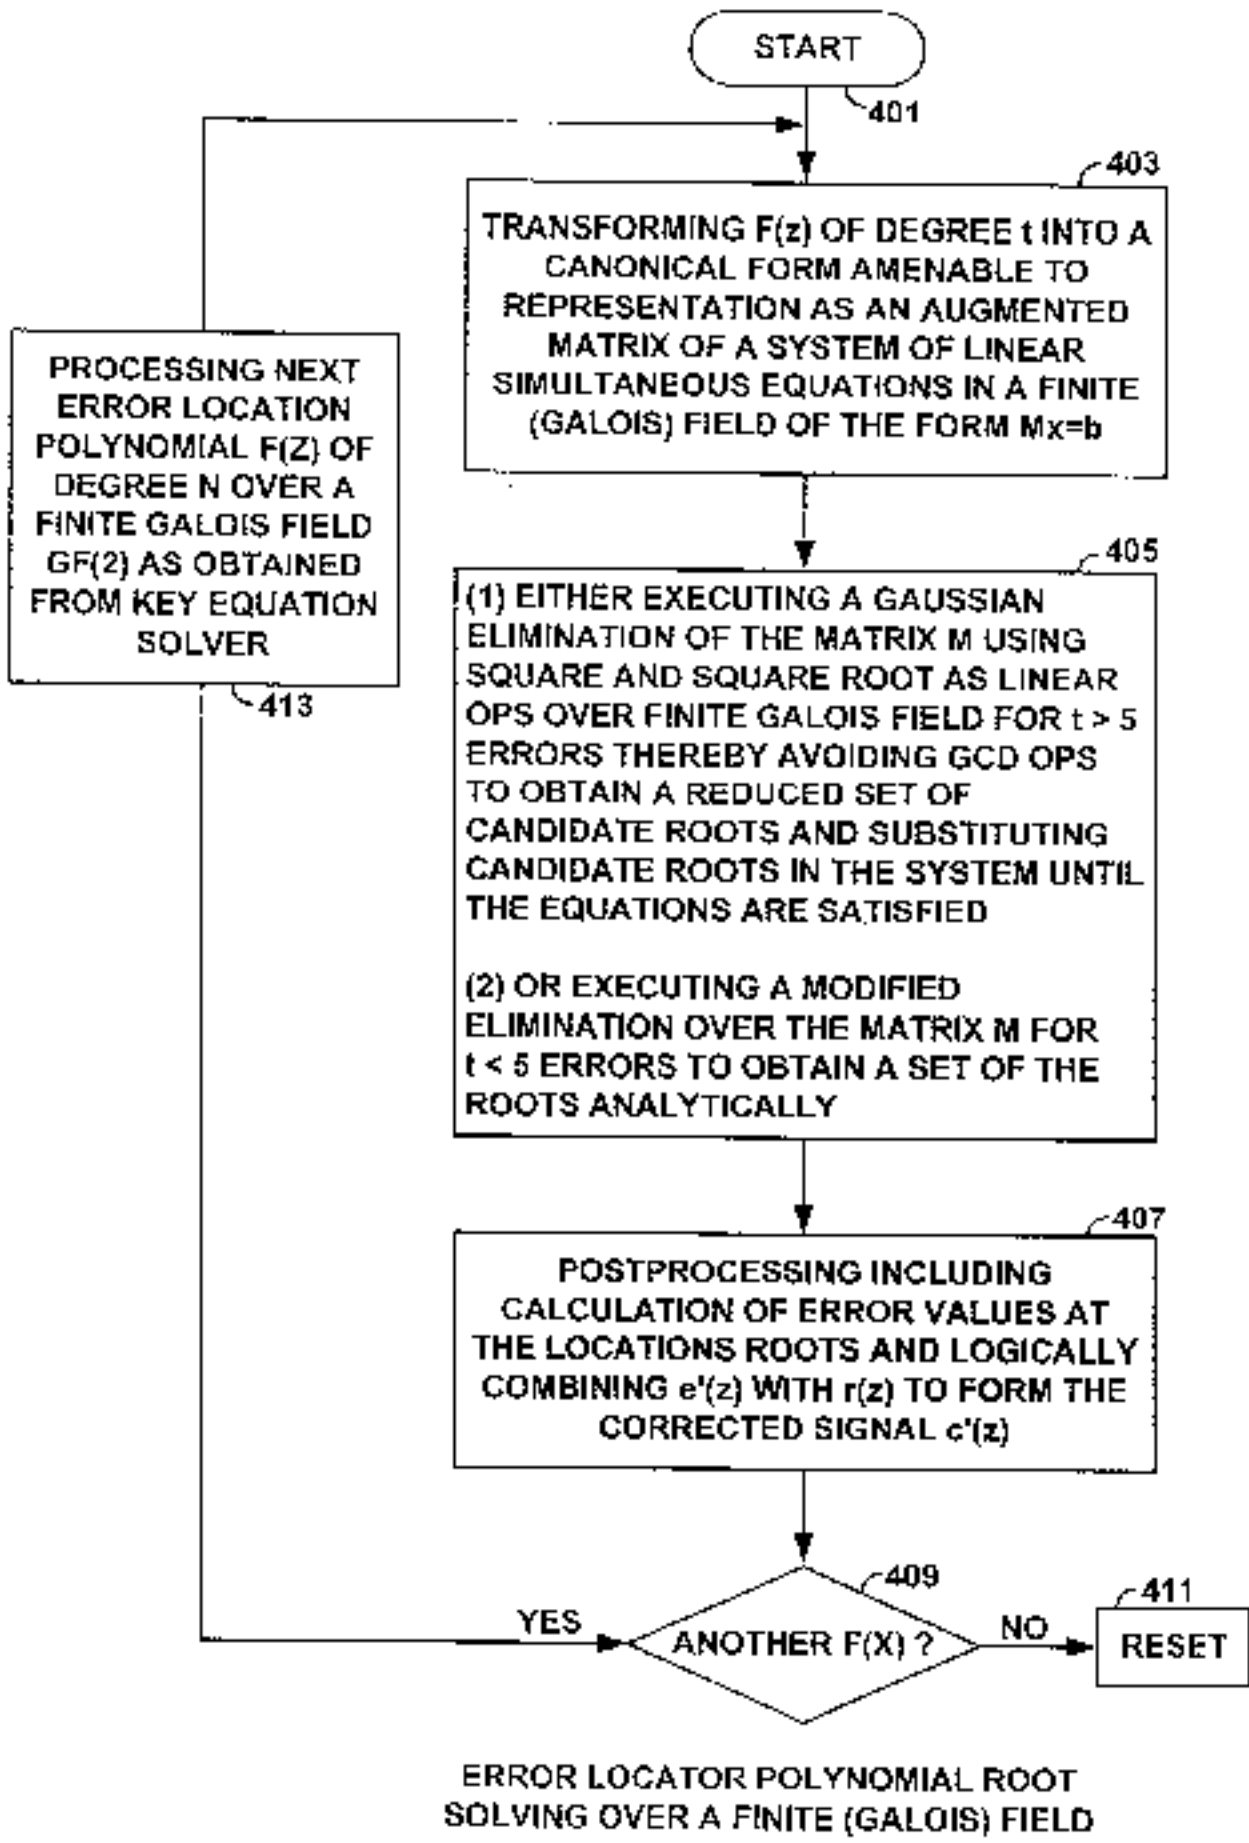 START
401
403
TRANSFORMING F(z) OF DEGREE t INTO A
CANONICAL FORM AMENABLE TO
REPRESENTATION AS AN AUGMENTED
MATRIX OF A SYSTEM OF LINEAR
SIMULTANEOUS EQUATIONS IN A FINITE
(GALOIS) FIELD OF THE FORM Mx=b
PROCESSING NEXT
ERROR LOCATION
POLYNOMIAL F(Z) OF
DEGREE N OVER A
FINITE GALOIS FIELD
GF(2) AS OBTAINED
FROM KEY EQUATION
SOLVER
413
405
(1) EITHER EXECUTING A GAUSSIAN
ELIMINATION OF THE MATRIX M USING
SQUARE AND SQUARE ROOT AS LINEAR
OPS OVER FINITE GALOIS FIELD FOR t > 5
ERRORS THEREBY AVOIDING GCD OPS
TO OBTAIN A REDUCED SET OF
CANDIDATE ROOTS AND SUBSTITUTING
CANDIDATE ROOTS IN THE SYSTEM UNTIL
THE EQUATIONS ARE SATISFIED
(2) OR EXECUTING A MODIFIED
ELIMINATION OVER THE MATRIX M FOR
t < 5 ERRORS TO OBTAIN A SET OF THE
ROOTS ANALYTICALLY
407
POSTPROCESSING INCLUDING
CALCULATION OF ERROR VALUES AT
THE LOCATIONS ROOTS AND LOGICALLY
COMBINING e'(z) WITH r(z) TO FORM THE
CORRECTED SIGNAL c'(z)
409
YES
ANOTHER F(X) ?
NO
411
RESET
ERROR LOCATOR POLYNOMIAL ROOT
SOLVING OVER A FINITE (GALOIS) FIELD